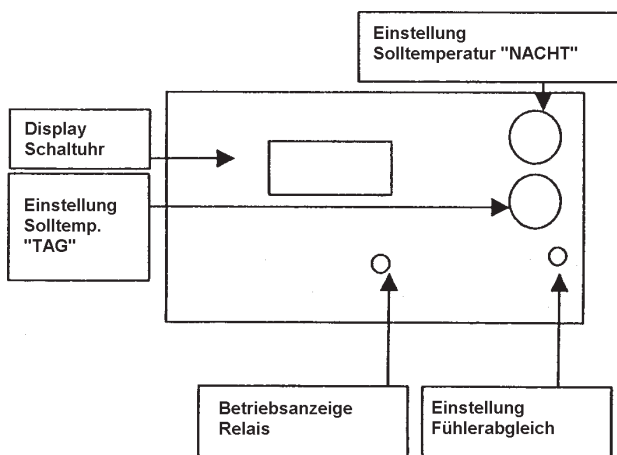 Einstellung
Solltemperatur "NACHT"
Display
Schaltuhr
Einstellung
Solltemp.
"TAG"
Betriebsanzeige
Relais
Einstellung
Fühlerabgleich